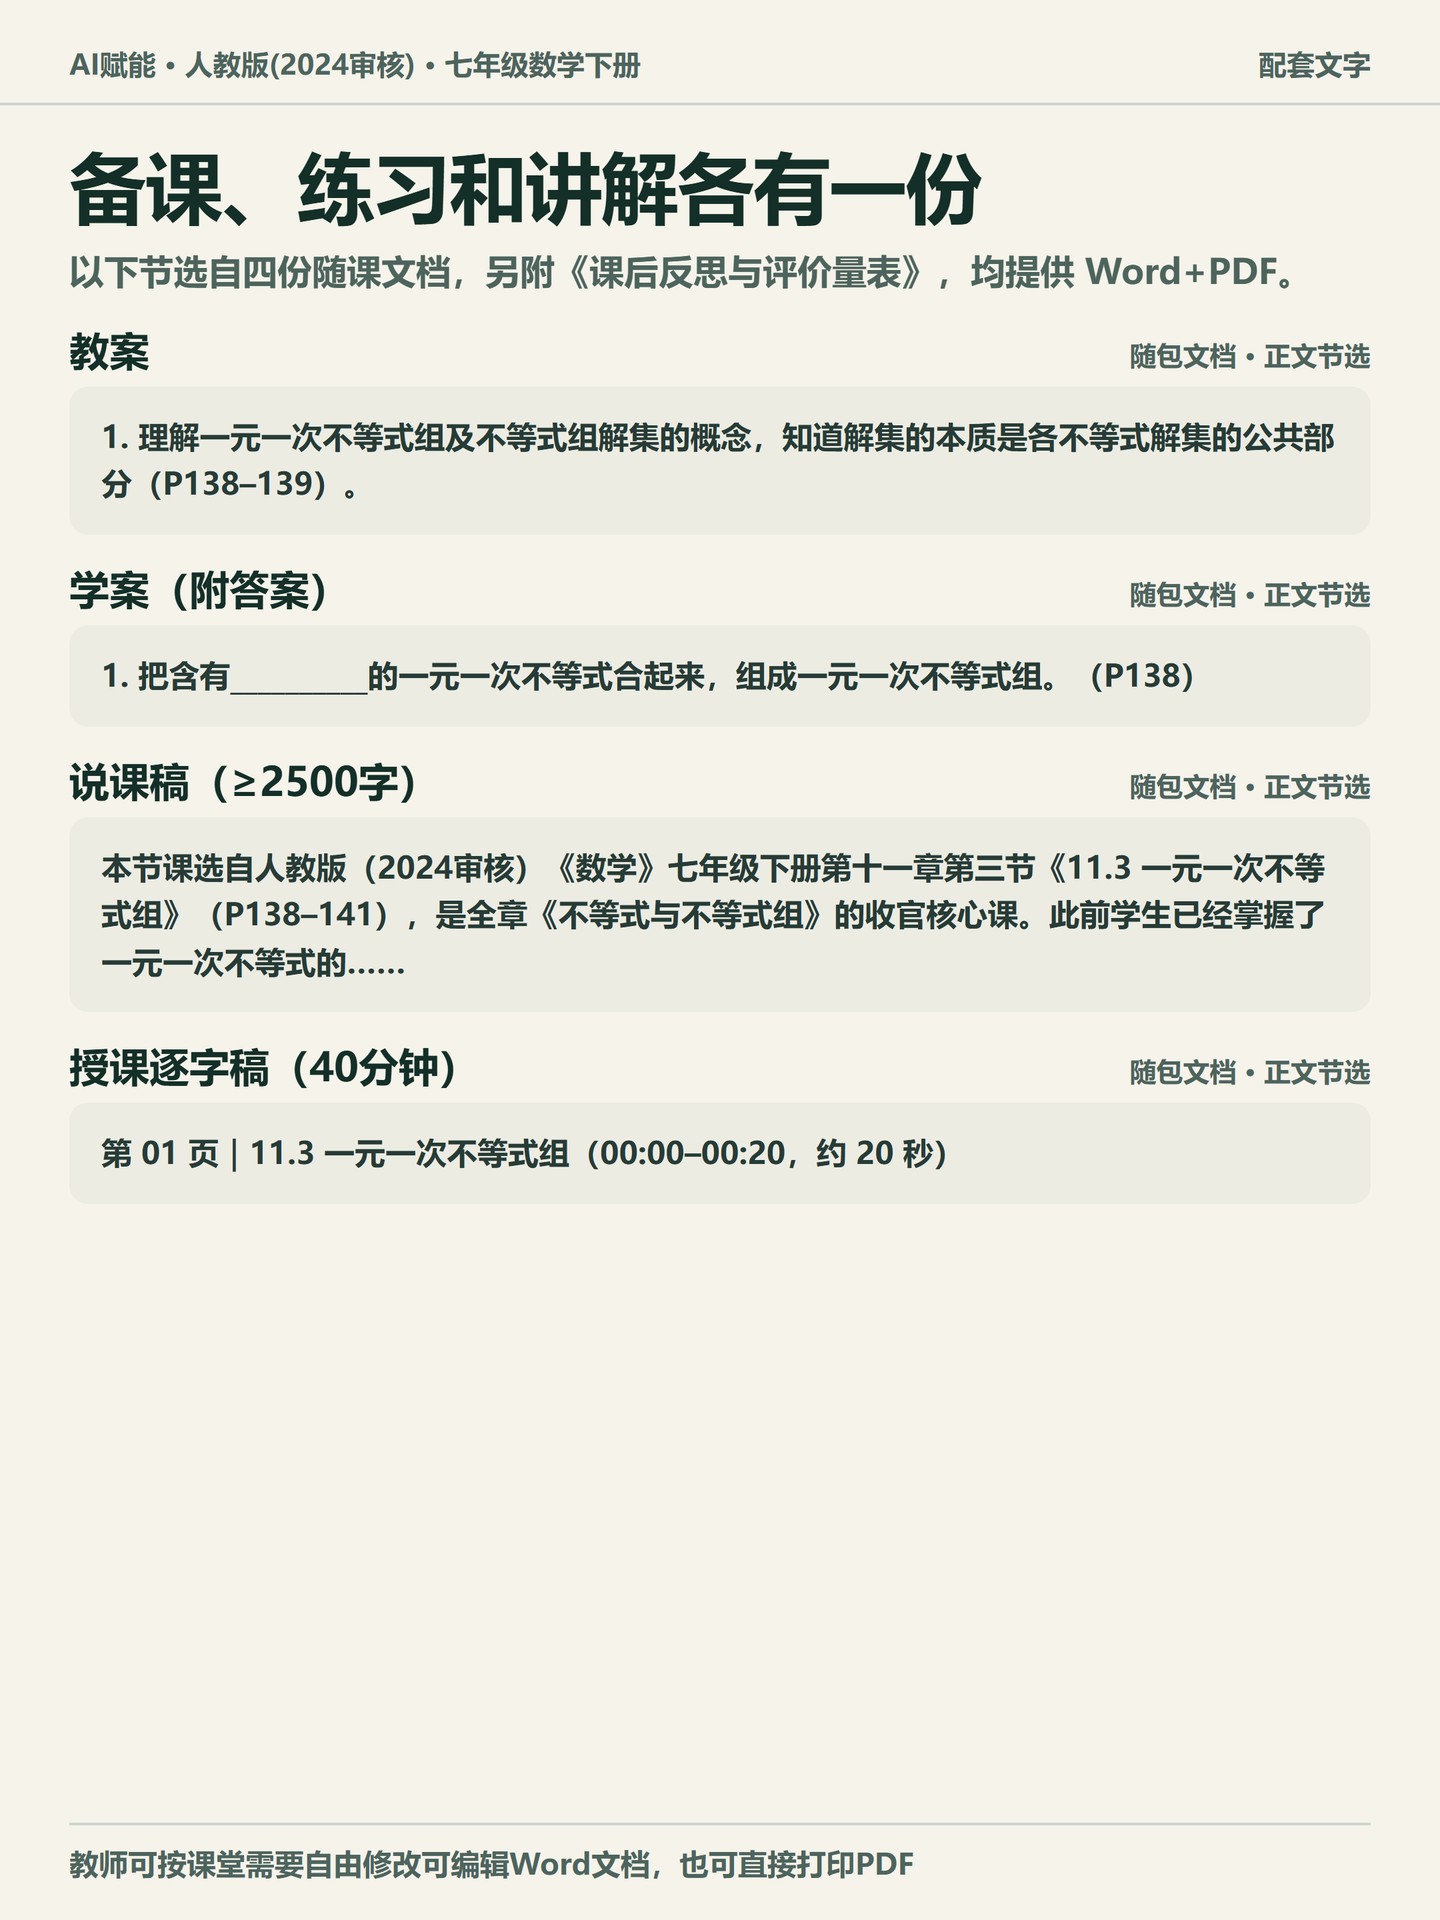 AI赋能 • 人教版(2024审核) • 七年级数学下册
配套文字
备课、练习和讲解各有一份
以下节选自四份随课文档，另附《课后反思与评价量表》，均提供 Word+PDF。
教案
随包文档 • 正文节选
1. 理解一元一次不等式组及不等式组解集的概念，知道解集的本质是各不等式解集的公共部
分（P138–139）。
学案（附答案）
随包文档 • 正文节选
1. 把含有_________的一元一次不等式合起来，组成一元一次不等式组。（P138）
说课稿（≥2500字）
随包文档 • 正文节选
本节课选自人教版（2024审核）《数学》七年级下册第十一章第三节《11.3 一元一次不等
式组》（P138–141），是全章《不等式与不等式组》的收官核心课。此前学生已经掌握了
一元一次不等式的……
授课逐字稿（40分钟）
随包文档 • 正文节选
第 01 页｜11.3 一元一次不等式组（00:00–00:20，约 20 秒）
教师可按课堂需要自由修改可编辑Word文档，也可直接打印PDF